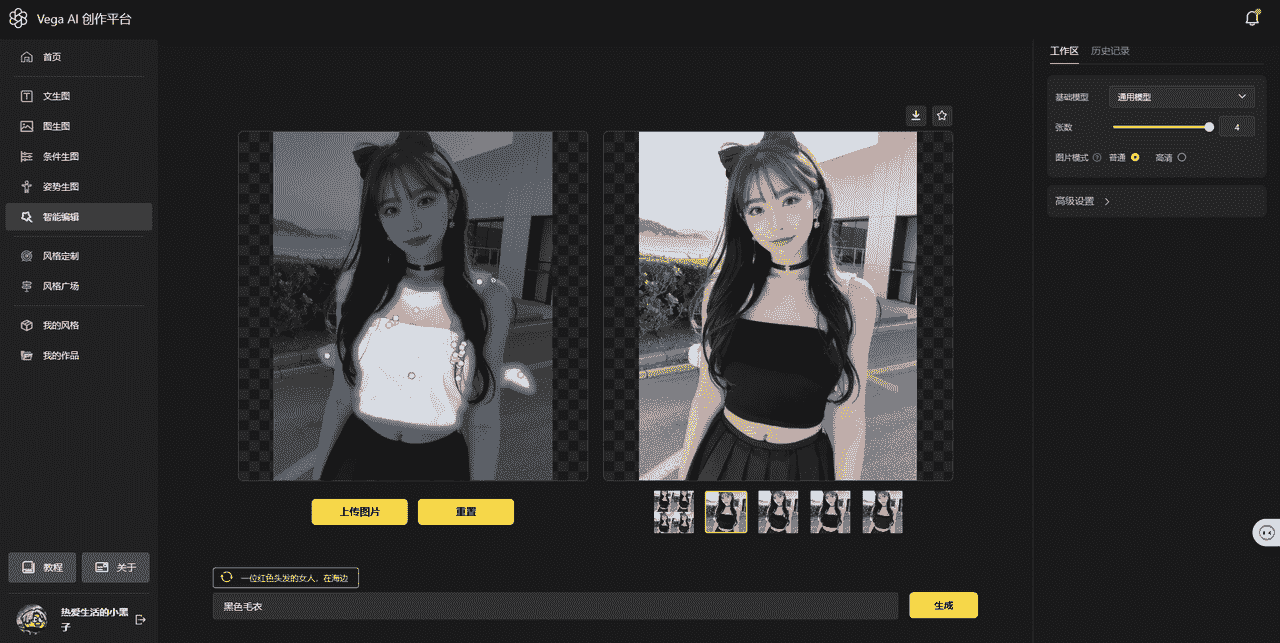 Vega AI 创作平台
首页
文生图
图生图
条件生图
姿势生图
智能编辑
风格定制
风格广场
我的风格
我的作品
教程
关于
热爱生活的小黑
子
上传图片
重置
一位红色头发的女人，在海边
黑色毛衣
生成
工作区 历史记录
基础模型 通用模型
张数 4
图片模式 普通 高清
高级设置